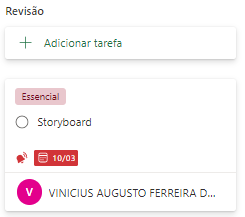 Revisão
Adicionar tarefa
Essencial
Storyboard
10/03
V
VINICIUS AUGUSTO FERREIRA D...